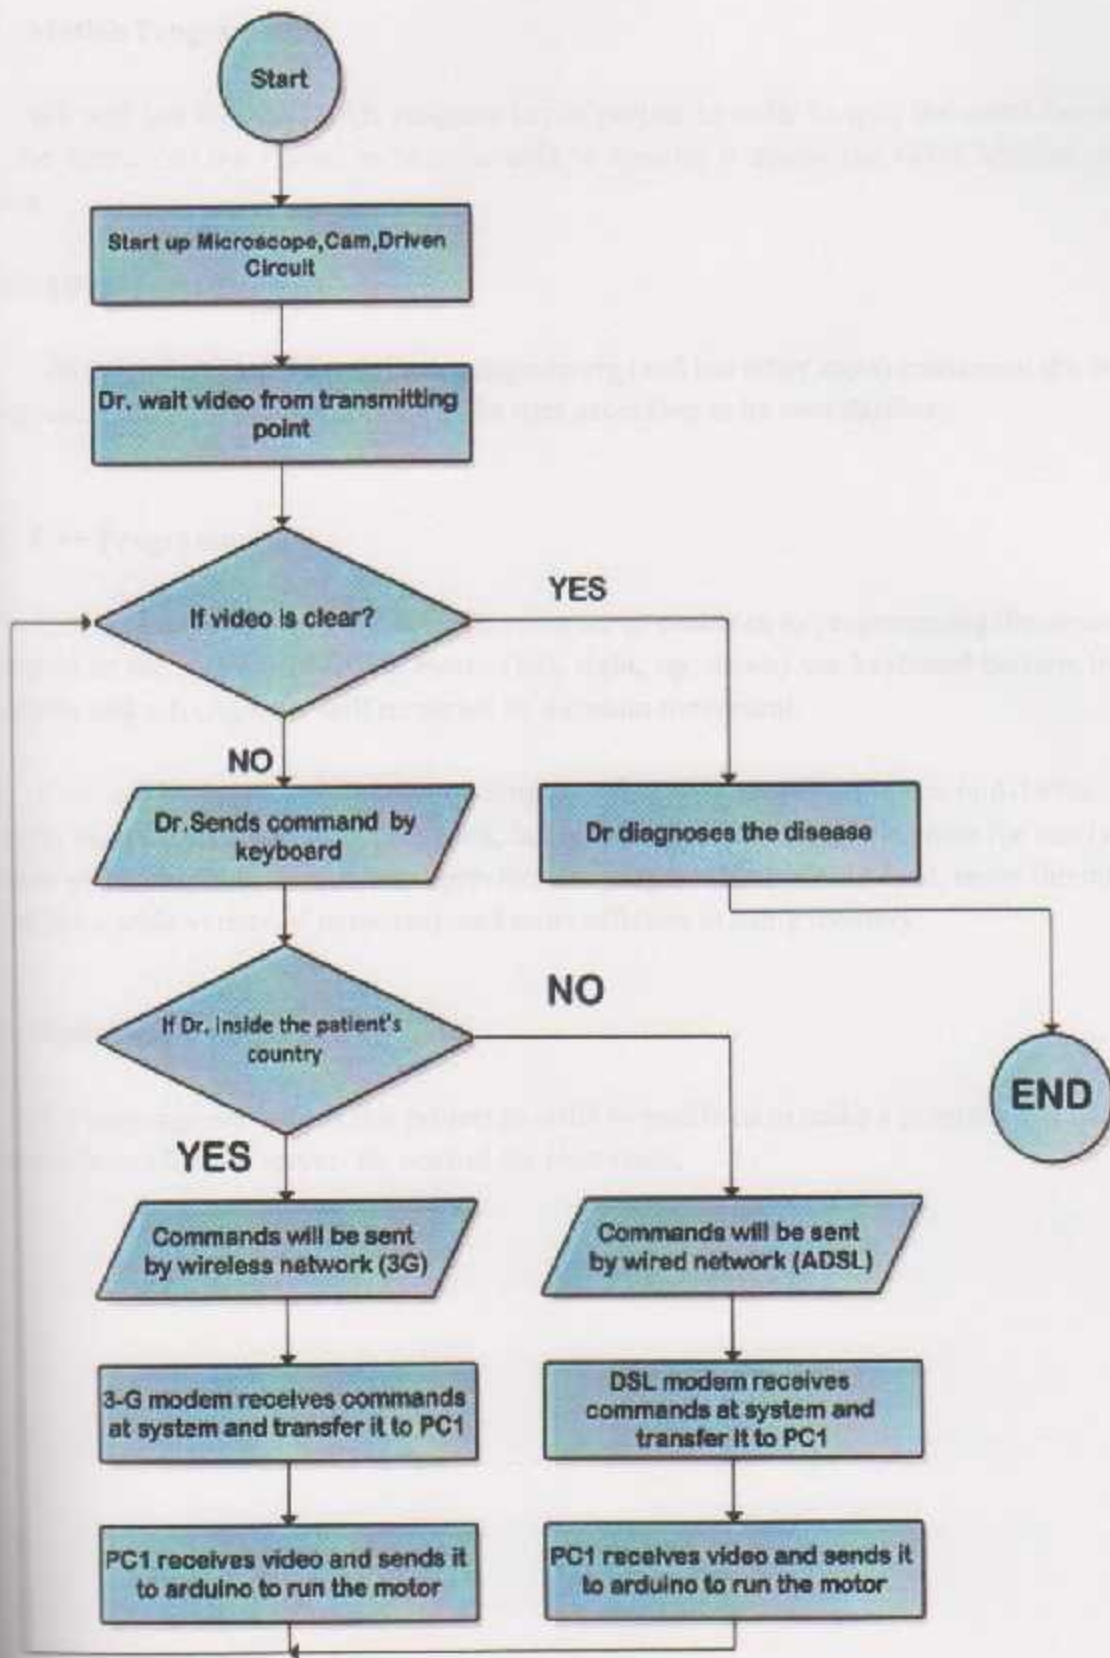 Start
Start up Microscope,Cam,Driven
Circuit
Dr. wait video from transmitting
point
If video is clear?
YES
NO
Dr.Sends command by
keyboard
Dr diagnoses the disease
If Dr. inside the patient's
country
NO
END
YES
Commands will be sent
by wireless network (3G)
Commands will be sent
by wired network (ADSL)
3-G modem receives commands
at system and transfer it to PC1
DSL modem receives
commands at system and
transfer it to PC1
PC1 receives video and sends it
to arduino to run the motor
PC1 receives video and sends it
to arduino to run the motor